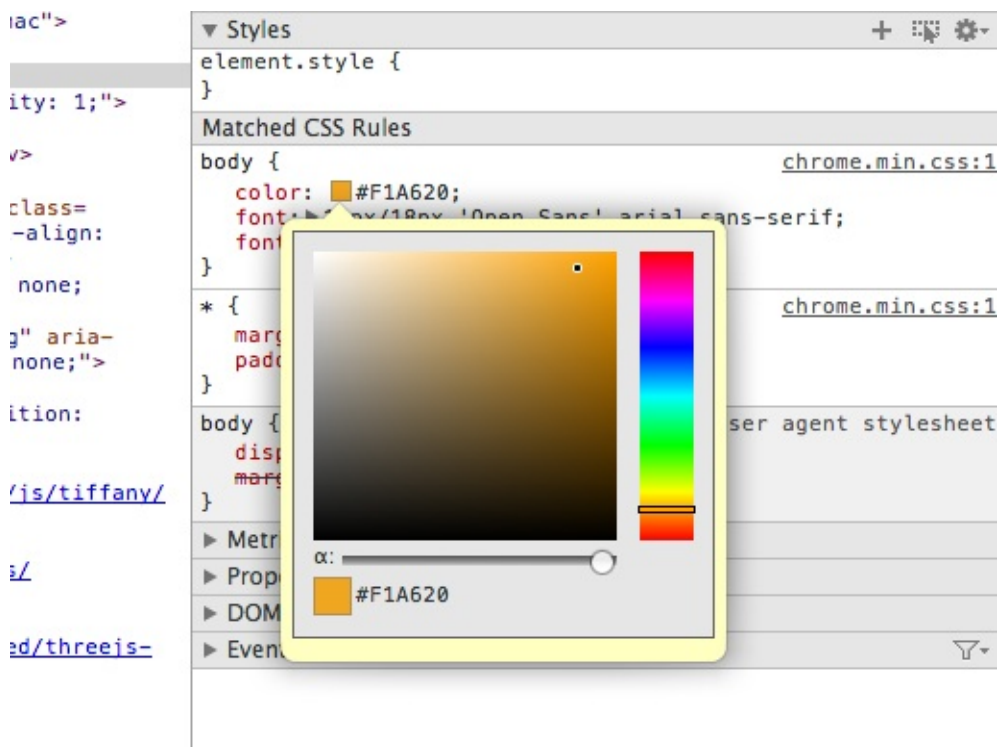 ac">
ity: 1;">
v>
class=
-align:
none;
g" aria-
none;">
ition:
/js/tiffany/
s/
ed/threejs-
▼ Styles
element.style {
}
Matched CSS Rules
body { chrome.min.css:1
color: #F1A620;
font: px/18px 'Open Sans' arial sans-serif;
font
}
* { chrome.min.css:1
marg
padd
}
body { ser agent stylesheet
disp
marg
}
▶ Metr
▶ Prop
▶ DOM
▶ Even
α:
#F1A620